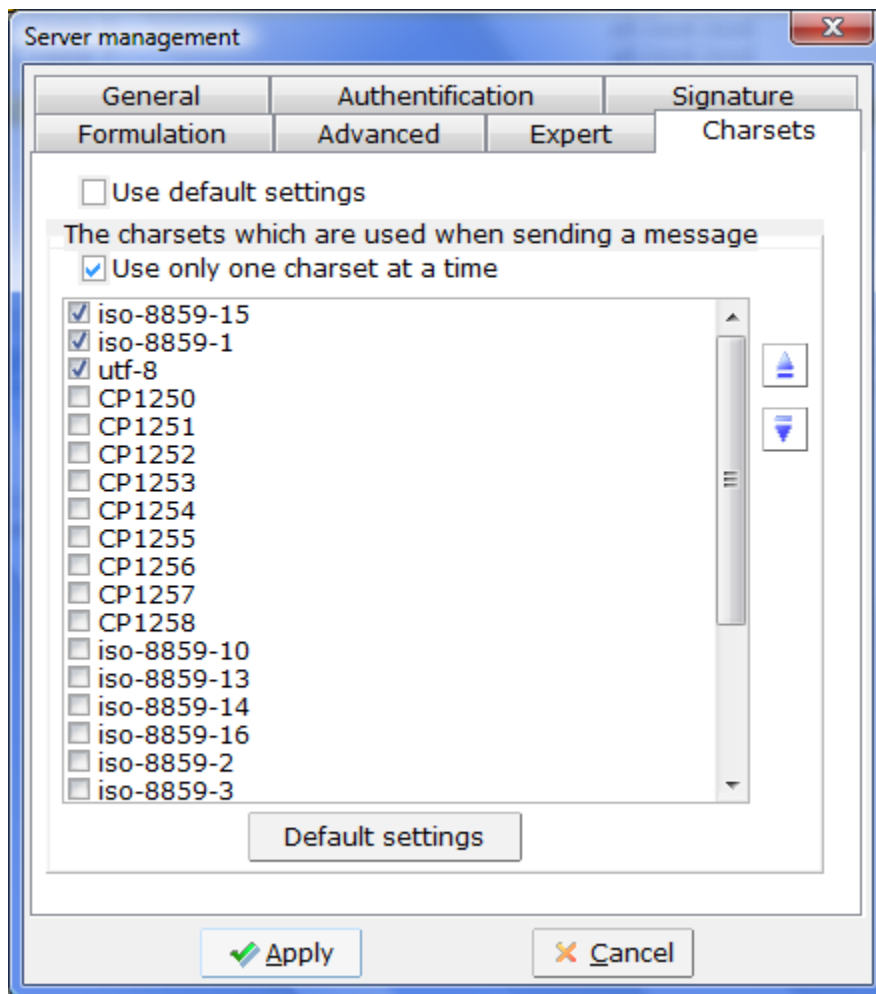 Server management
General Authentification Signature
Formulation Advanced Expert Charsets
Use default settings
The charsets which are used when sending a message
Use only one charset at a time
iso-8859-15
iso-8859-1
utf-8
CP1250
CP1251
CP1252
CP1253
CP1254
CP1255
CP1256
CP1257
CP1258
iso-8859-10
iso-8859-13
iso-8859-14
iso-8859-16
iso-8859-2
iso-8859-3
Default settings
Apply Cancel